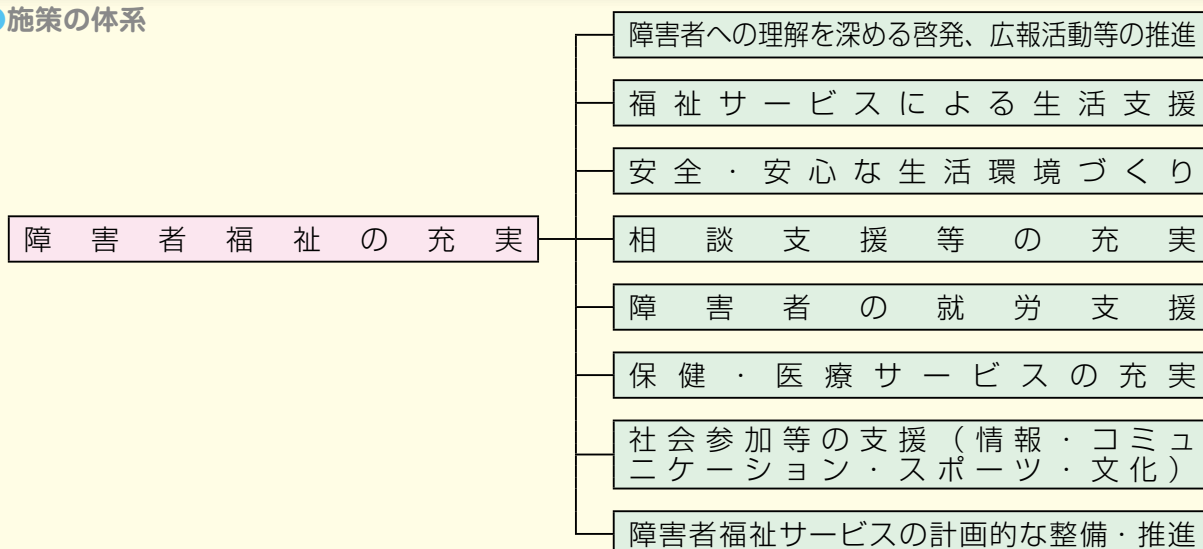 施策の体系
障害者への理解を深める啓発、広報活動等の推進
福祉サービスによる生活支援
安全・安心な生活環境づくり
障害者福祉の充実
相談支援等の充実
障害者の就労支援
保健・医療サービスの充実
社会参加等の支援(情報・コミュ
ニケーション・スポーツ・文化)
障害者福祉サービスの計画的な整備・推進